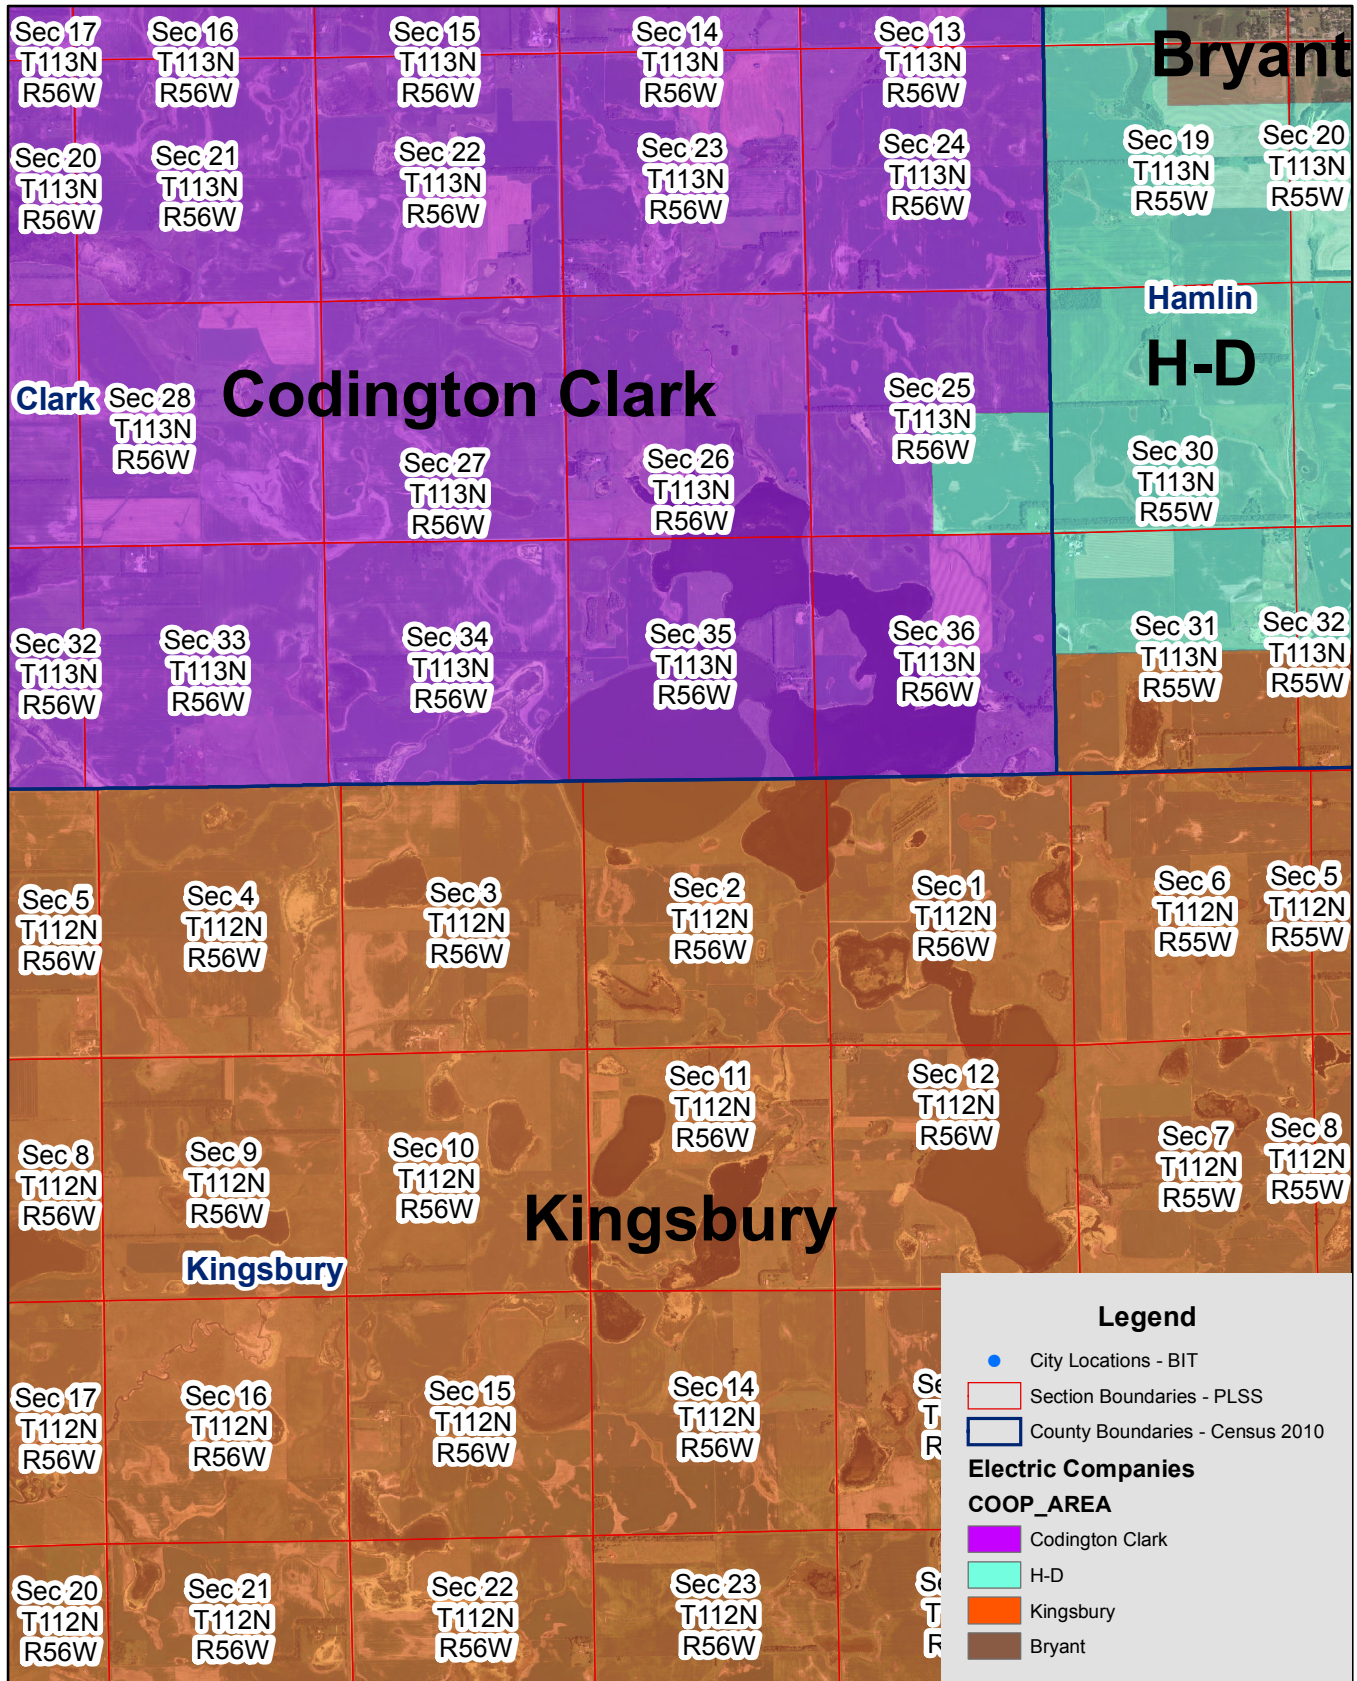 Sec 17
T113N
R56W
Sec 16
T113N
R56W
Sec 15
T113N
R56W
Sec 14
T113N
R56W
Sec 13
T113N
R56W
Bryant
Sec 20
T113N
R56W
Sec 21
T113N
R56W
Sec 22
T113N
R56W
Sec 23
T113N
R56W
Sec 24
T113N
R56W
Sec 19
T113N
R55W
Sec 20
T113N
R55W
Hamlin
H-D
Clark
Sec 28
T113N
R56W
Codington Clark
Sec 27
T113N
R56W
Sec 26
T113N
R56W
Sec 25
T113N
R56W
Sec 30
T113N
R55W
Sec 32
T113N
R56W
Sec 33
T113N
R56W
Sec 34
T113N
R56W
Sec 35
T113N
R56W
Sec 36
T113N
R56W
Sec 31
T113N
R55W
Sec 32
T113N
R55W
Sec 5
T112N
R56W
Sec 4
T112N
R56W
Sec 3
T112N
R56W
Sec 2
T112N
R56W
Sec 1
T112N
R56W
Sec 6
T112N
R55W
Sec 5
T112N
R55W
Sec 8
T112N
R56W
Sec 9
T112N
R56W
Sec 10
T112N
R56W
Sec 11
T112N
R56W
Sec 12
T112N
R56W
Sec 7
T112N
R55W
Sec 8
T112N
R55W
Kingsbury
Kingsbury
Sec 17
T112N
R56W
Sec 16
T112N
R56W
Sec 15
T112N
R56W
Sec 14
T112N
R56W
Sec 20
T112N
R56W
Sec 21
T112N
R56W
Sec 22
T112N
R56W
Sec 23
T112N
R56W
Legend
City Locations - BIT
Section Boundaries - PLSS
County Boundaries - Census 2010
Electric Companies
COOP_AREA
Codington Clark
H-D
Kingsbury
Bryant